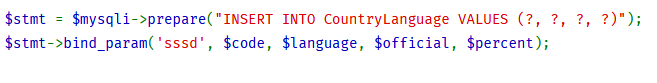 $stmt = $mysqli->prepare("INSERT INTO CountryLanguage VALUES (?, ?, ?, ?)");
$stmt->bind_param('sssd', $code, $language, $official, $percent);